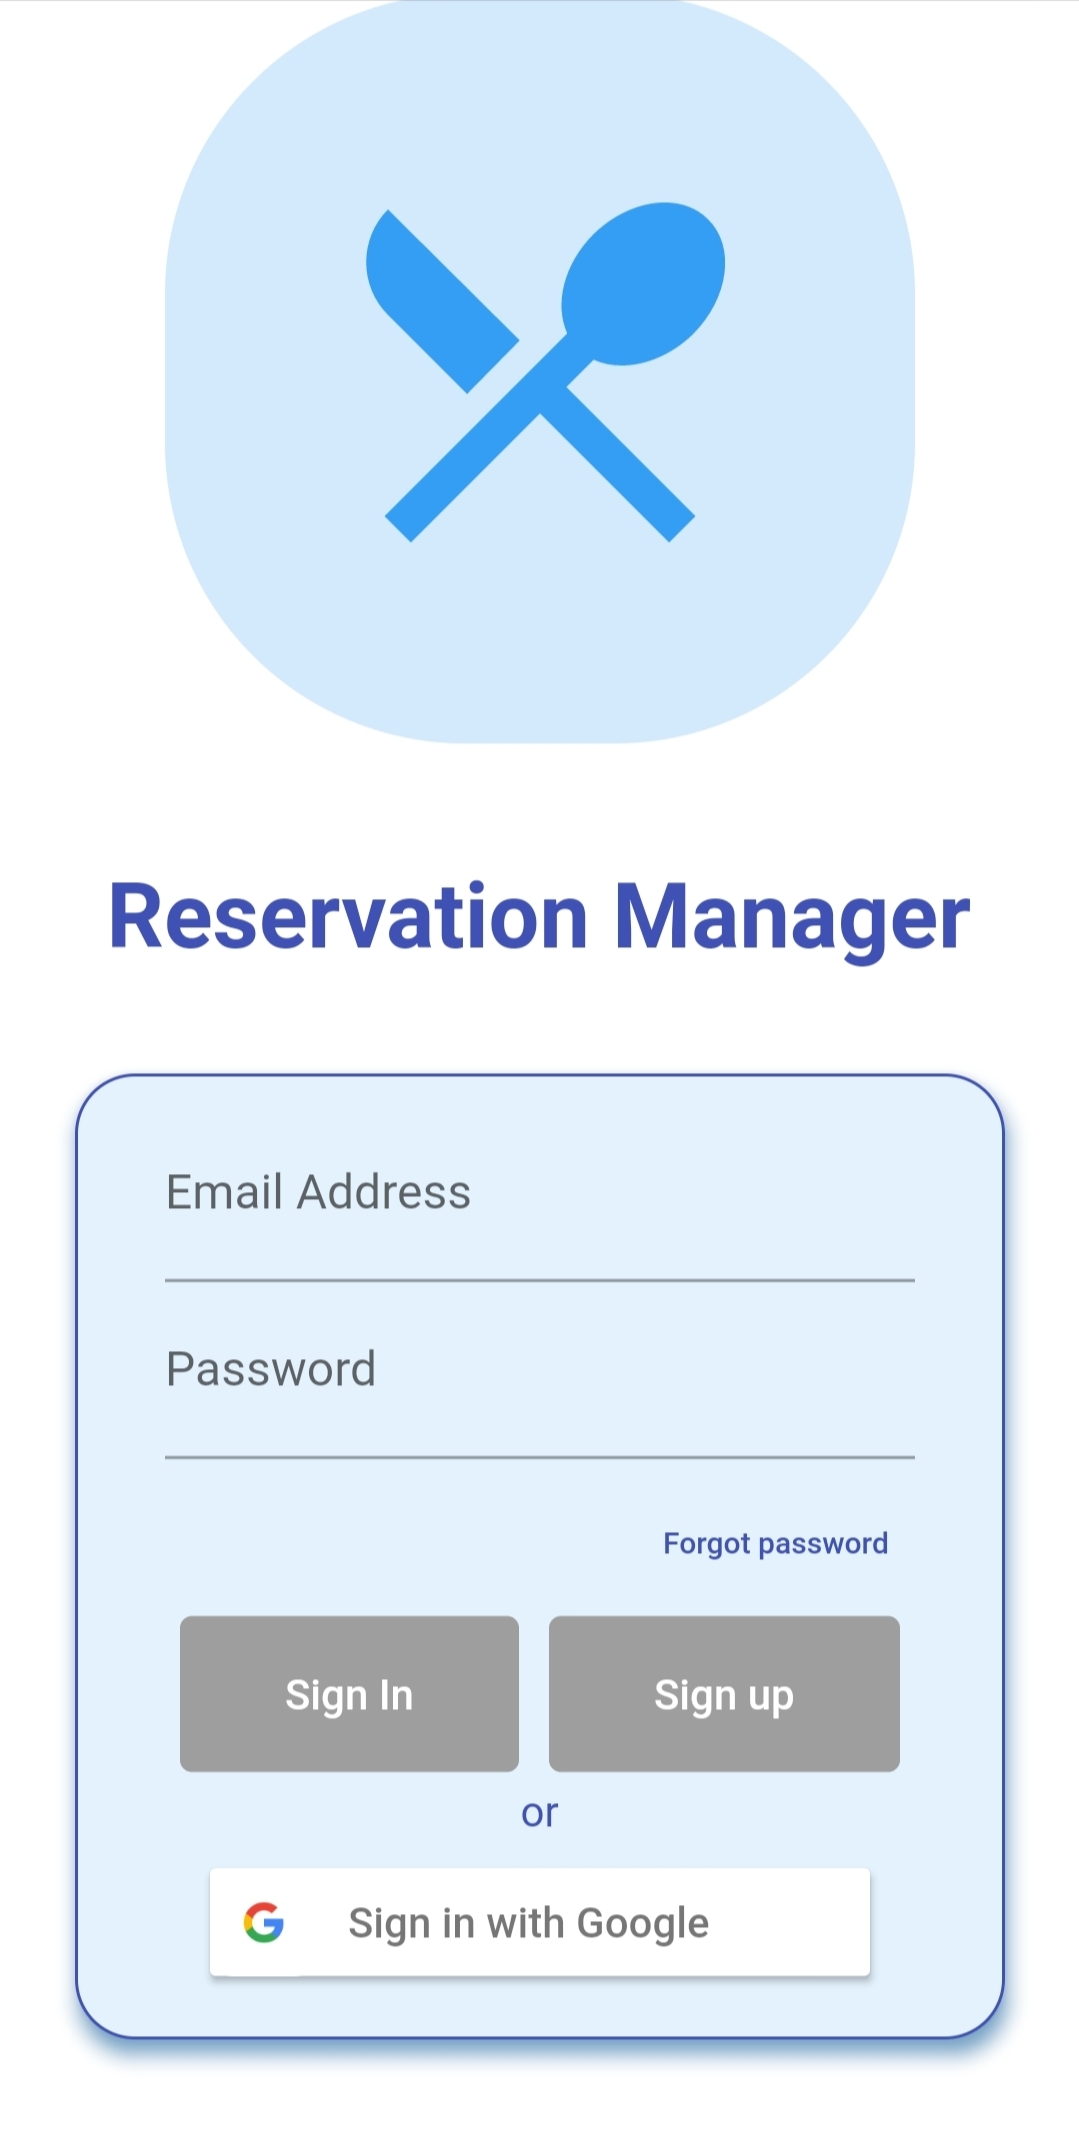 Reservation Manager
Email Address
Password
Forgot password
Sign In
Sign up
or
Sign in with Google